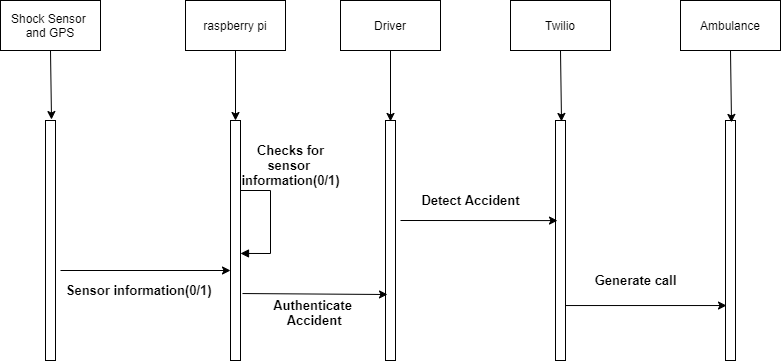 Shock Sensor
and GPS
raspberry pi
Driver
Twilio
Ambulance
Checks for
sensor
information(0/1)
Detect Accident
Sensor information(0/1)
Generate call
Authenticate
Accident